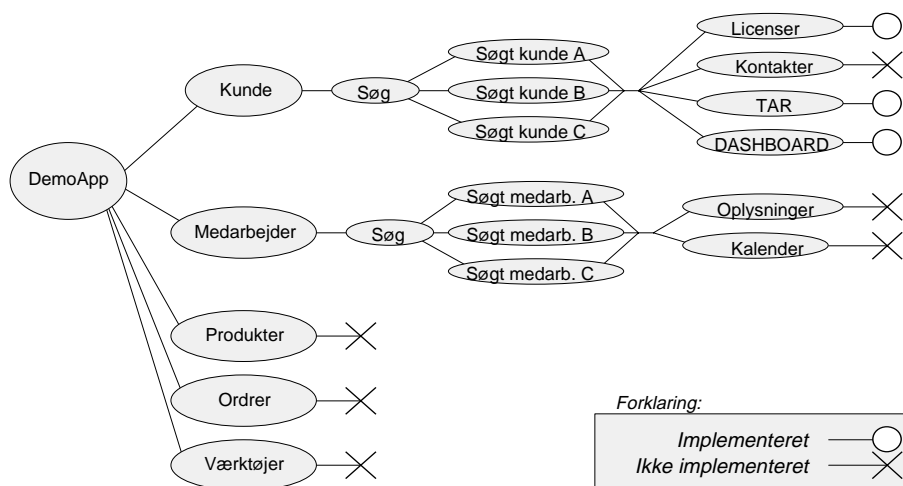 DemoApp
Kunde
Søg
Søgt kunde A
Søgt kunde B
Søgt kunde C
Licenser
Kontakter
TAR
DASHBOARD
Medarbejder
Søg
Søgt medarb. A
Søgt medarb. B
Søgt medarb. C
Oplysninger
Kalender
Produkter
Ordrer
Værktøjer
Forklaring:
Implementeret
Ikke implementeret